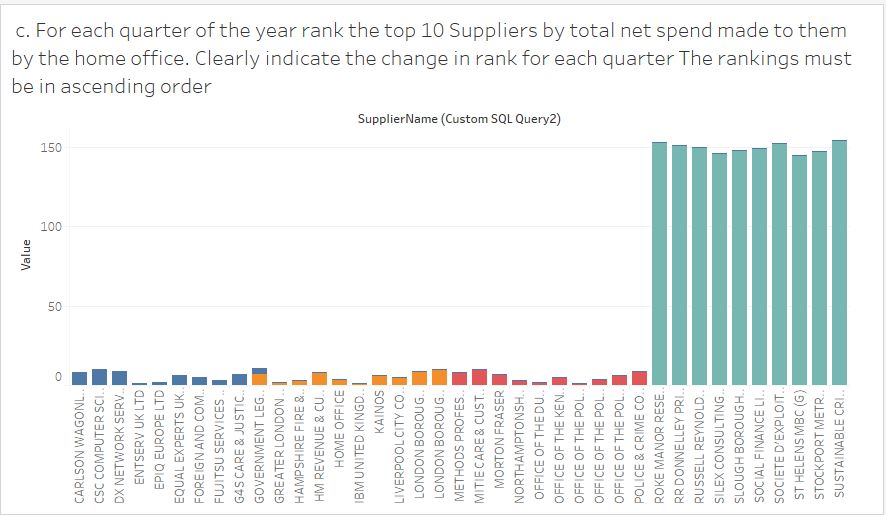 c. For each quarter of the year rank the top 10 Suppliers by total net spend made to them
by the home office. Clearly indicate the change in rank for each quarter The rankings must
be in ascending order
SupplierName (Custom SQL Query2)
Value
150
100
50
0
CARLSON WAGONL..
CSC COMPUTER SCI..
DX NETWORK SERV..
ENTSERV UK LTD
EPIQ EUROPE LTD
EQUAL EXPERTS UK..
FOREIGN AND COM..
FUJITSU SERVICES ..
G4S CARE & JUSTIC..
GOVERNMENT LEG..
GREATER LONDON ..
HAMPSHIRE FIRE &..
HM REVENUE & CU..
HOME OFFICE
IBM UNITED KINGD..
KAINOS
LIVERPOOL CITY CO..
LONDON BOROUG..
LONDON BOROUG..
METHODS PROFES..
MITIE CARE & CUST..
MORTON FRASER
NORTHAMPTONSH..
OFFICE OF THE DU..
OFFICE OF THE KEN..
OFFICE OF THE POL..
OFFICE OF THE POL..
OFFICE OF THE POL..
POLICE & CRIME CO..
ROKE MANOR RESE..
RR DONNELLEY PRI..
RUSSELL REYNOLD..
SILEX CONSULTING..
SLOUGH BOROUGH..
SOCIAL FINANCE LI..
SOCIETE D'EXPLOIT..
ST HELENS MBC (G)
STOCKPORT METR..
SUSTAINABLE CRI..